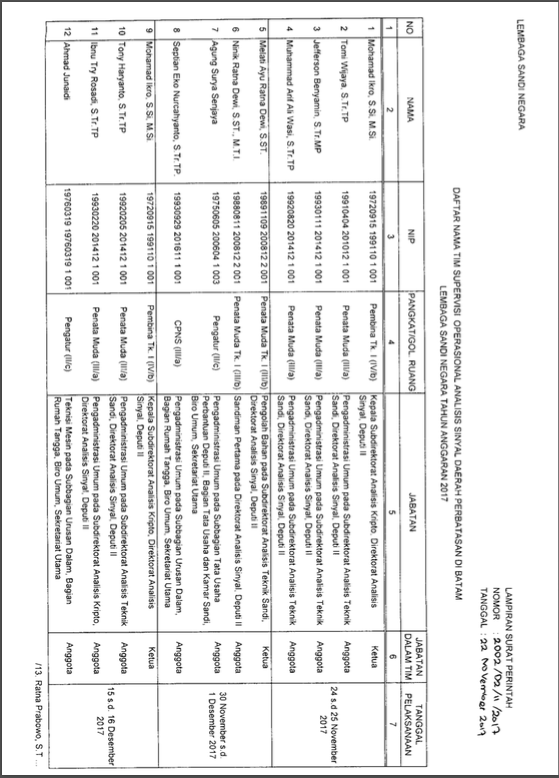 LEMBAGA SANDI NEGARA
LAMPIRAN SURAT PERINTAH
NOMOR : 2002/D2/11/2017
TANGGAL : 22 November 2017
DAFTAR NAMA TIM SUPERVISI OPERASIONAL ANALISIS SINYAL DAERAH PERBATASAN DI BATAM
LEMBAGA SANDI NEGARA TAHUN ANGGARAN 2017
NO NAMA NIP PANGKAT/GOL RUANG JABATAN JABATAN DALAM TIM TANGGAL PELAKSANAAN
1 2 3 4 5 6 7
1 Mohamad Ikro, S.Si, M.Si. 19720915 199110 1 001 Pembina Tk. I (IV/b) Kepala Subdirektorat Analisis Kripto, Direktorat Analisis Ketua
Sinyal, Deputi II
2 Tomi Wijaya, S.Tr.TP 19910404 201012 1 001 Penata Muda (III/a) Pengadministrasi Umum pada Subdirektorat Analisis Teknik Anggota
Sandi, Direktorat Analisis Sinyal, Deputi II
3 Jefferson Benyamin, S.Tr.MP 19930111 201412 1 001 Penata Muda (III/a) Pengadministrasi Umum pada Subdirektorat Analisis Teknik Anggota
Sandi, Direktorat Analisis Sinyal, Deputi II
4 Muhammad Arif Ali Wasi, S.Tr.TP 19920820 201412 1 001 Penata Muda (III/a) Pengadministrasi Umum pada Subdirektorat Analisis Teknik Anggota
Sandi, Direktorat Analisis Sinyal, Deputi II
24 s.d 25 November
2017
5 Melati Ayu Ratna Dewi, S.ST. 19891109 200812 2 001 Penata Muda Tk. I (III/b) Pengolah Bahan pada Subdirektorat Analisis Teknik Sandi, Ketua
Direktorat Analisis Sinyal, Deputi II
6 Ninik Ratna Dewi, S.ST., M.T.I. 19880811 200812 2 001 Penata Muda Tk. I (III/b) Sandiman Pertama pada Direktorat Analisis Sinyal, Deputi II Anggota
7 Agung Surya Senjaya 19750605 200604 1 003 Pengatur (II/c) Pengadministrasi Umum pada Subbagian Tata Usaha Anggota
Perbantuan Deputi II, Bagian Tata Usaha dan Kamar Sandi,
Biro Umum, Sekretariat Utama
8 Septian Eko Nurcahyanto, S.Tr.TP. 19930929 201611 1 001 CPNS (III/a) Pengadministrasi Umum pada Subbagian Urusan Dalam, Anggota
Bagian Rumah Tangga, Biro Umum, Sekretariat Utama
30 November s.d.
1 Desember 2017
9 Mohamad Ikro, S.Si, M.Si 19720915 199110 1 001 Pembina Tk. I (IV/b) Kepala Subdirektorat Analisis Kripto, Direktorat Analisis Ketua
Sinyal, Deputi II
10 Tony Haryanto, S.Tr.TP 19920205 201412 1 001 Penata Muda (III/a) Pengadministrasi Umum pada Subdirektorat Analisis Teknik Anggota
Sandi, Direktorat Analisis Sinyal, Deputi II
11 Ibnu Try Rosadi, S.Tr.TP 19930220 201412 1 001 Penata Muda (III/a) Pengadministrasi Umum pada Subdirektorat Analisis Kripto, Anggota
Direktorat Analisis Sinyal, Deputi II
12 Ahmad Junaidi 19760319 19760319 1 001 Pengatur (II/c) Teknisi Mesin pada Subbagian Urusan Dalam, Bagian Anggota
Rumah Tangga, Biro Umum, Sekretariat Utama
15 s.d. 16 Desember
2017
/13. Ratna Prabowo, S.T ...